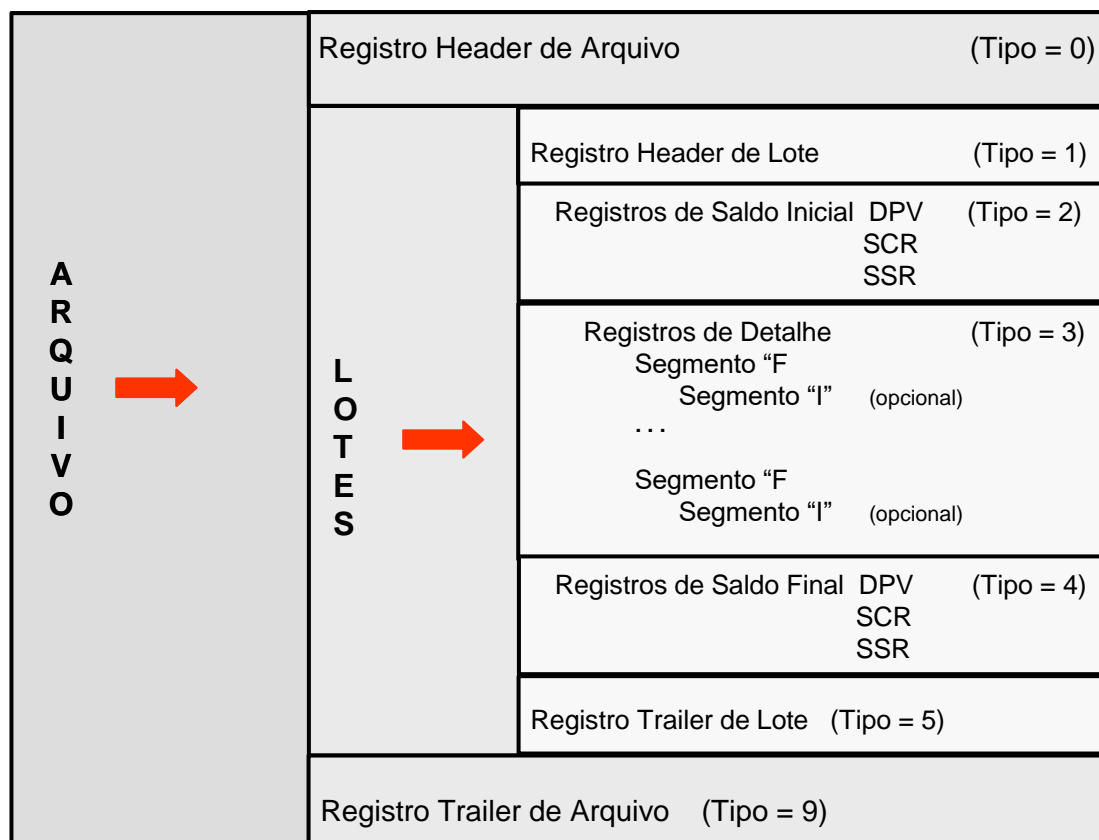 Registro Header de Arquivo (Tipo = 0)
Registro Header de Lote (Tipo = 1)
Registros de Saldo Inicial DPV (Tipo = 2)
SCR
SSR
ARQUIVO
LOTES
Registros de Detalhe (Tipo = 3)
Segmento “F
Segmento “I” (opcional)
. . .
Segmento “F
Segmento “I” (opcional)
Registros de Saldo Final DPV (Tipo = 4)
SCR
SSR
Registro Trailer de Lote (Tipo = 5)
Registro Trailer de Arquivo (Tipo = 9)